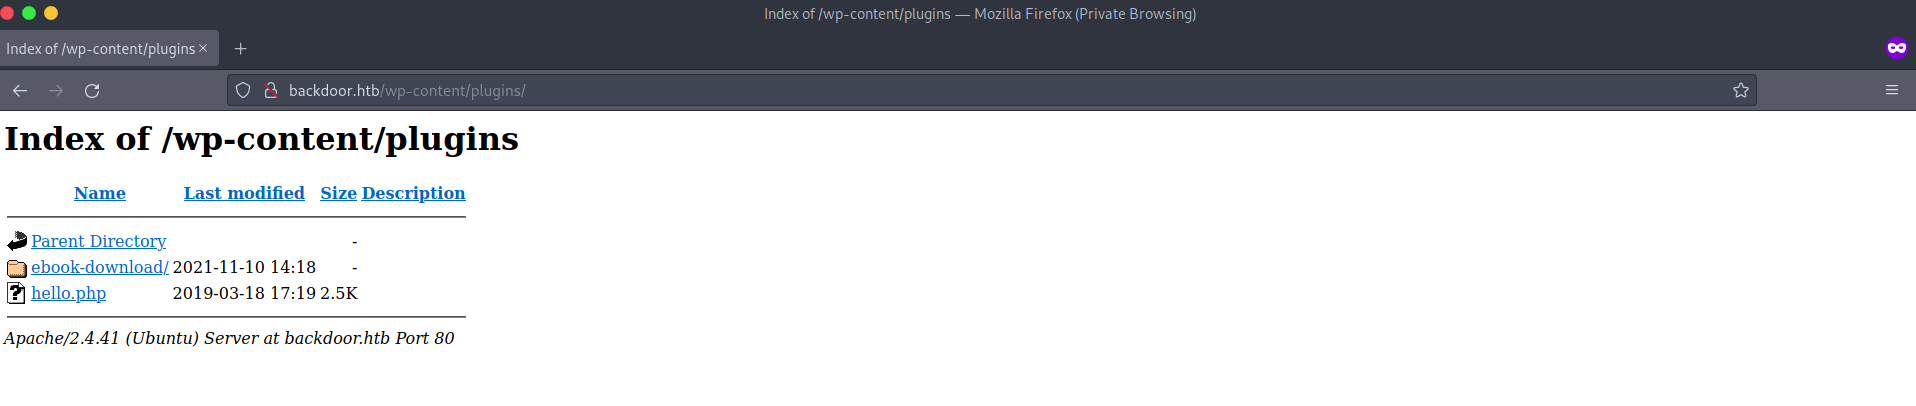 Index of /wp-content/plugins — Mozilla Firefox (Private Browsing)
Index of /wp-content/plugins
backdoor.htb/wp-content/plugins/
Index of /wp-content/plugins
Name Last modified Size Description
Parent Directory -
ebook-download/ 2021-11-10 14:18 -
hello.php 2019-03-18 17:19 2.5K
Apache/2.4.41 (Ubuntu) Server at backdoor.htb Port 80